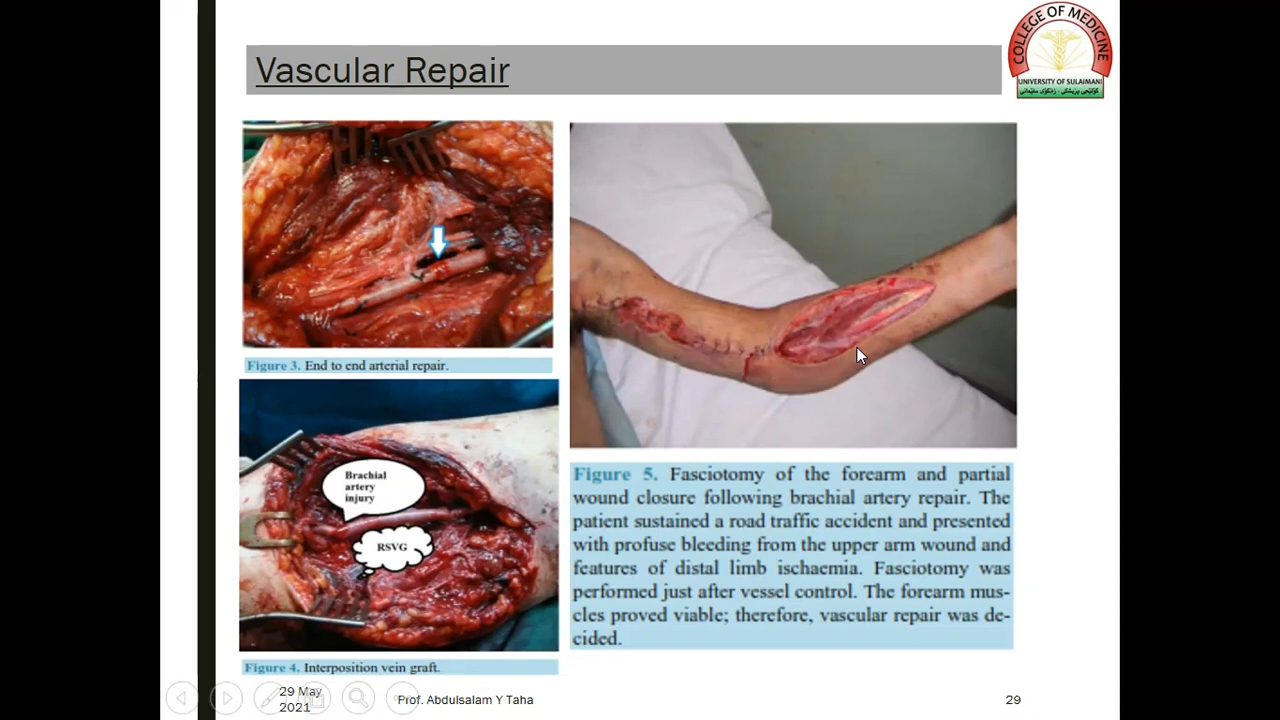 Vascular Repair
COLLEGE OF MEDICINE
UNIVERSITY OF SULAIMANI
كۆلێجی پزیشکی - زانکۆی سلێمانی
Figure 3. End to end arterial repair.
Brachial
artery
injury
RSVG
Figure 4. Interposition vein graft.
Figure 5. Fasciotomy of the forearm and partial
wound closure following brachial artery repair. The
patient sustained a road traffic accident and presented
with profuse bleeding from the upper arm wound and
features of distal limb ischaemia. Fasciotomy was
performed just after vessel control. The forearm mus-
cles proved viable; therefore, vascular repair was de-
cided.
29 May
2021
Prof. Abdulsalam Y Taha
29